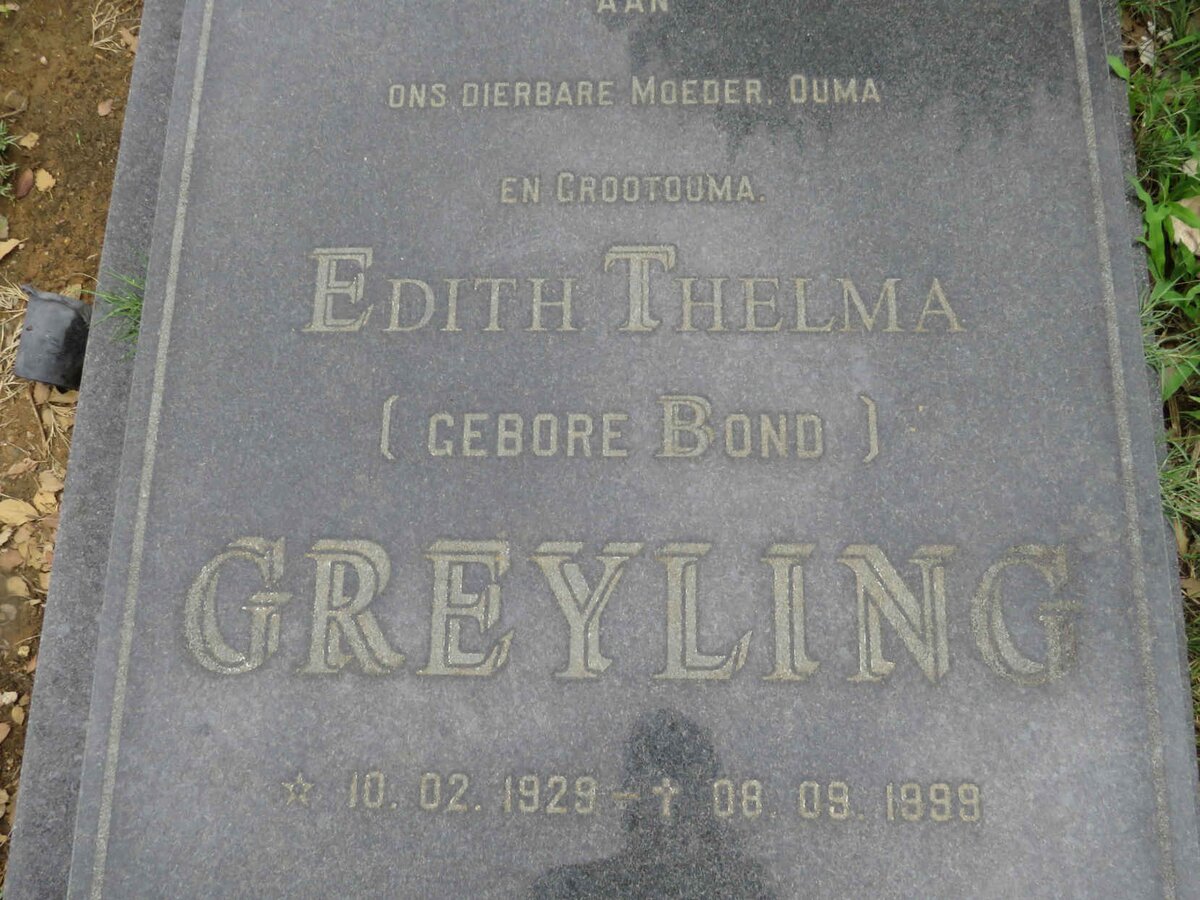 AAN
ONS DIERBARE MOEDER, OUMA
EN GROOTOUMA.
EDITH THELMA
( GEBORE BOND )
GREYLING
☆ 10. 02. 1929 - † 08. 09. 1999